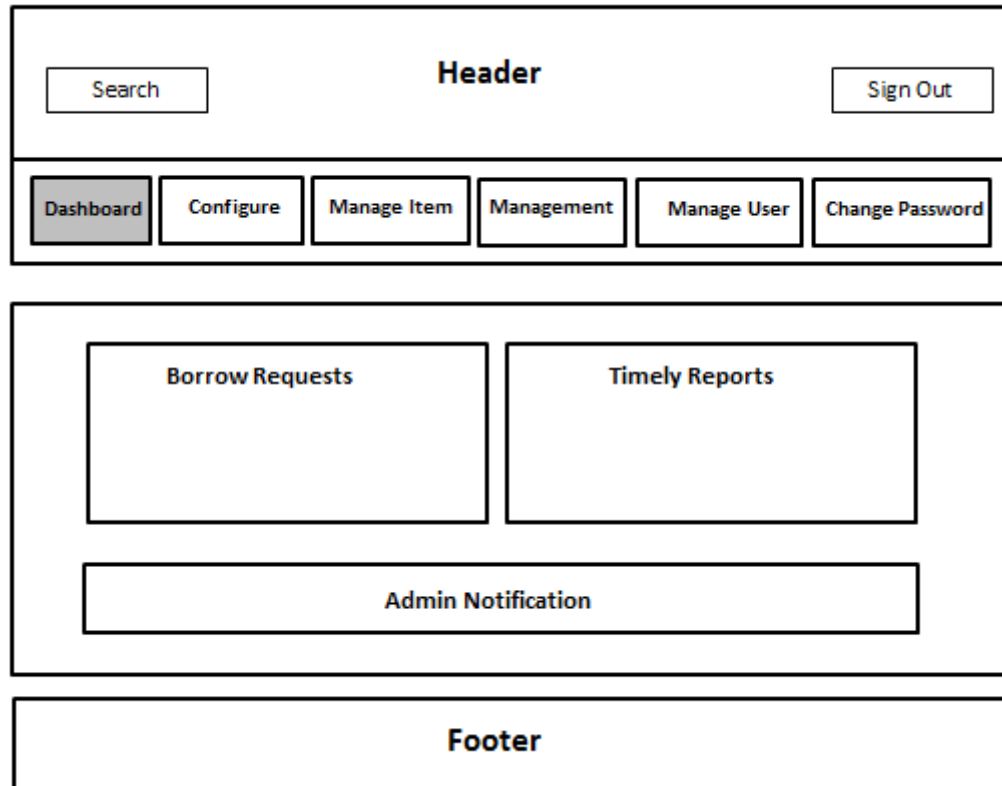 Header
Search
Sign Out
Dashboard
Configure
Manage Item
Management
Manage User
Change Password
Borrow Requests
Timely Reports
Admin Notification
Footer